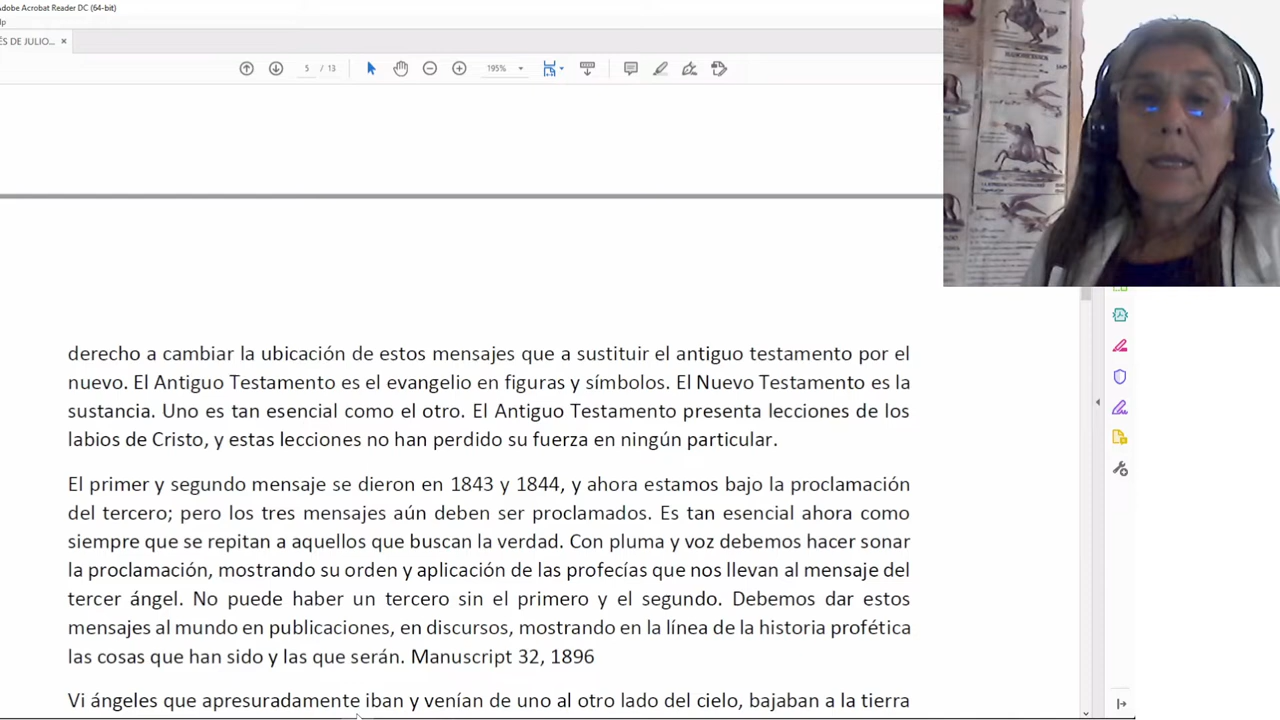 Adobe Acrobat Reader DC (64-bit)
lp
ÉS DE JULIO... ×
5 / 13
195%
derecho a cambiar la ubicación de estos mensajes que a sustituir el antiguo testamento por el
nuevo. El Antiguo Testamento es el evangelio en figuras y símbolos. El Nuevo Testamento es la
sustancia. Uno es tan esencial como el otro. El Antiguo Testamento presenta lecciones de los
labios de Cristo, y estas lecciones no han perdido su fuerza en ningún particular.
El primer y segundo mensaje se dieron en 1843 y 1844, y ahora estamos bajo la proclamación
del tercero; pero los tres mensajes aún deben ser proclamados. Es tan esencial ahora como
siempre que se repitan a aquellos que buscan la verdad. Con pluma y voz debemos hacer sonar
la proclamación, mostrando su orden y aplicación de las profecías que nos llevan al mensaje del
tercer ángel. No puede haber un tercero sin el primero y el segundo. Debemos dar estos
mensajes al mundo en publicaciones, en discursos, mostrando en la línea de la historia profética
las cosas que han sido y las que serán. Manuscript 32, 1896
Vi ángeles que apresuradamente iban y venían de uno al otro lado del cielo, bajaban a la tierra